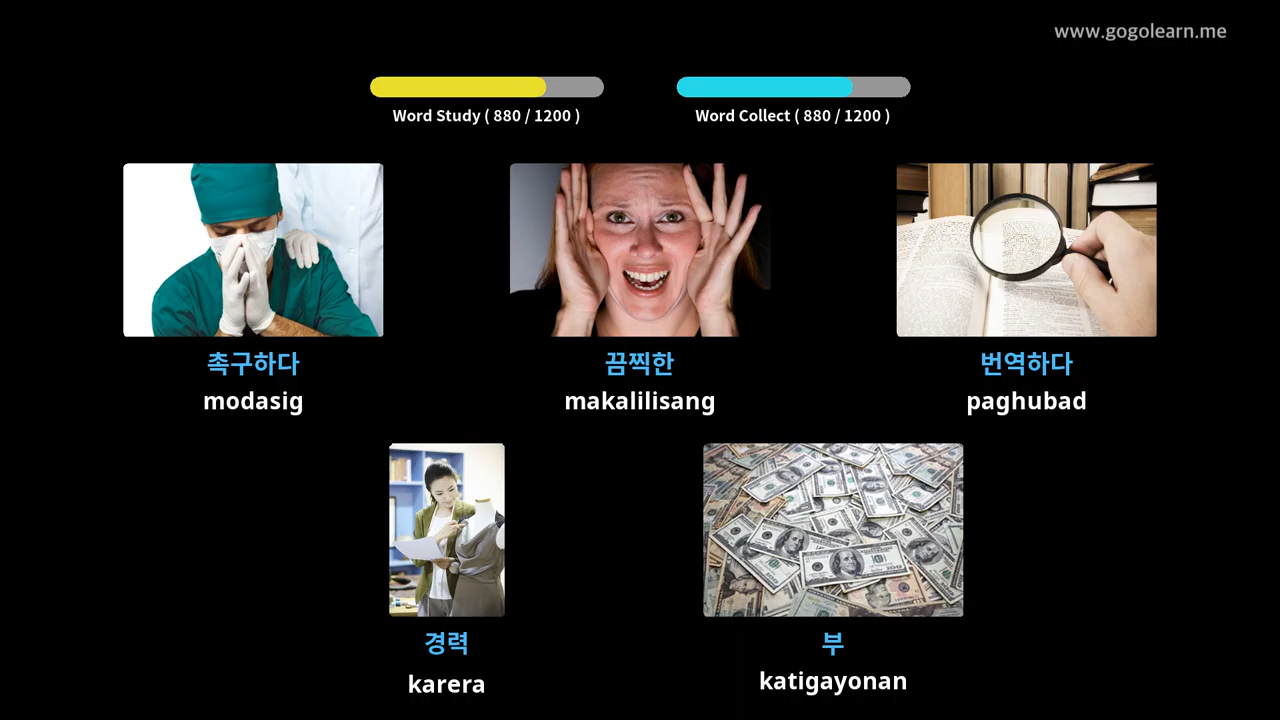 www.gogolearn.me
Word Study ( 880 / 1200 )
Word Collect ( 880 / 1200 )
촉구하다
modasig
끔찍한
makalilisang
번역하다
paghubad
경력
karera
부
katigayonan